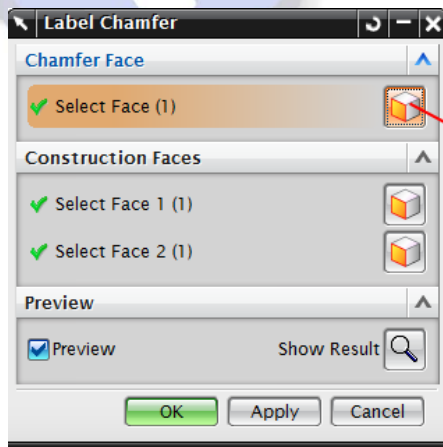 Label Chamfer
Chamfer Face
Select Face (1)
Construction Faces
Select Face 1 (1)
Select Face 2 (1)
Preview
Preview Show Result
OK Apply Cancel